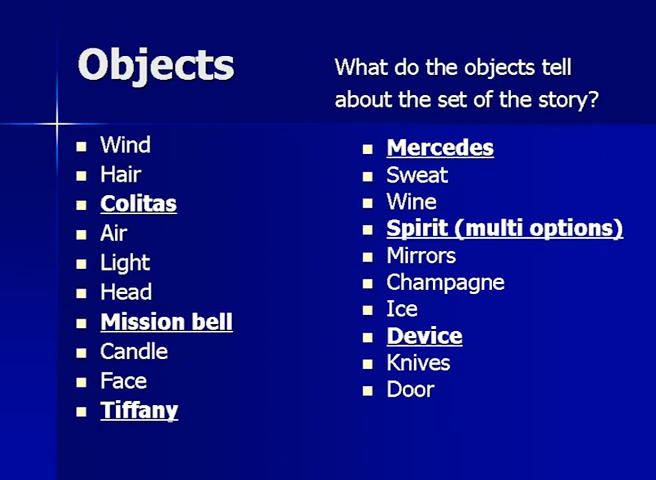 Objects
What do the objects tell
about the set of the story?
Wind
Hair
Colitas
Air
Light
Head
Mission bell
Candle
Face
Tiffany
Mercedes
Sweat
Wine
Spirit (multi options)
Mirrors
Champagne
Ice
Device
Knives
Door